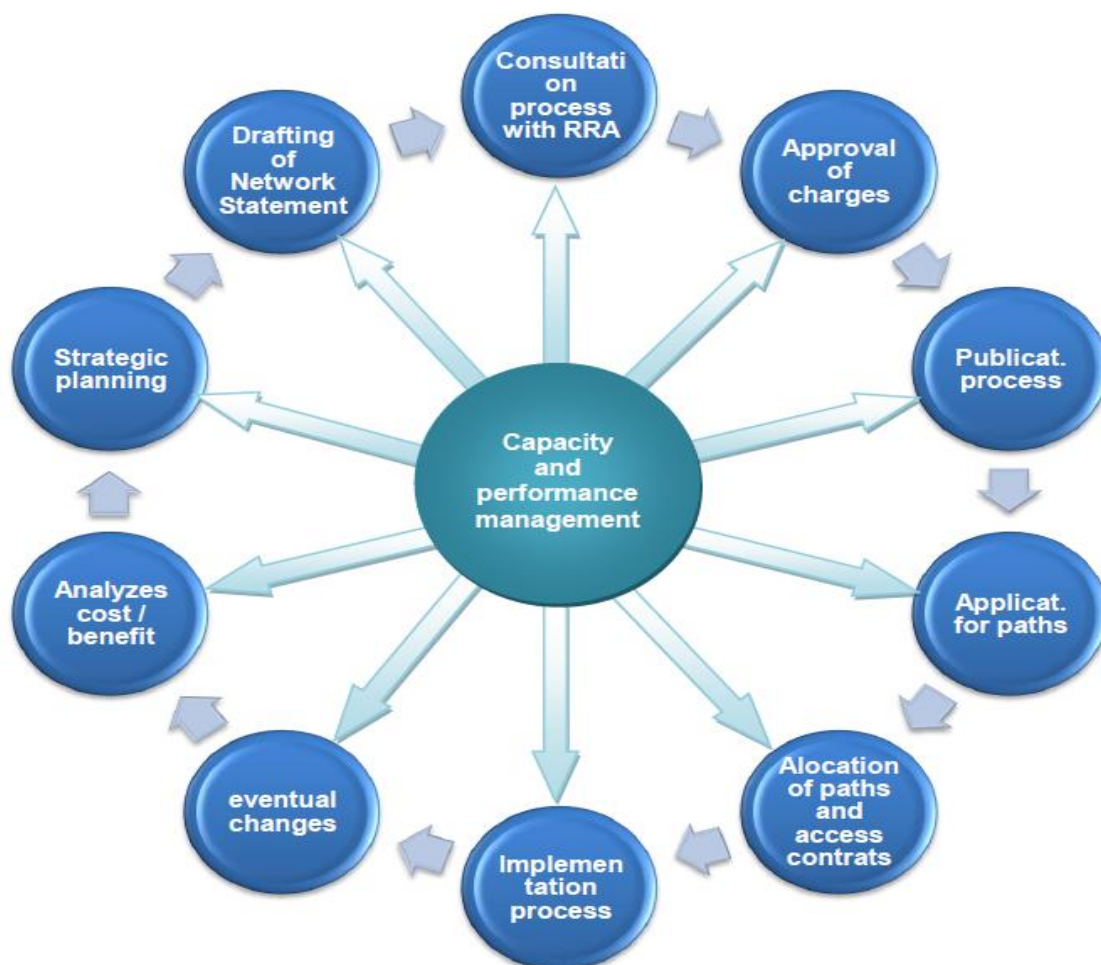 Consultati
on
process
with RRA
Approval
of
charges
Publicat.
process
Applicat.
for paths
Alocation
of paths
and
access
contrats
Implemen
tation
process
eventual
changes
Analyzes
cost /
benefit
Strategic
planning
Drafting
of
Network
Statement
Capacity
and
performance
management